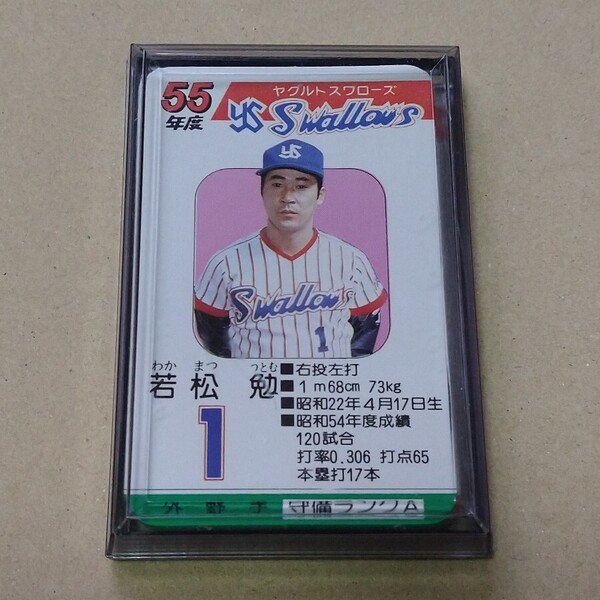 55
年度
ヤグルトスワローズ
YS Swallows
YS
Swallows
1
わか まつ つとむ
若松 勉
1
■右投左打
■1m68cm 73kg
■昭和22年4月17日生
■昭和54年度成績
120試合
打率0.306 打点65
本塁打17本
外野手 守備ランクA